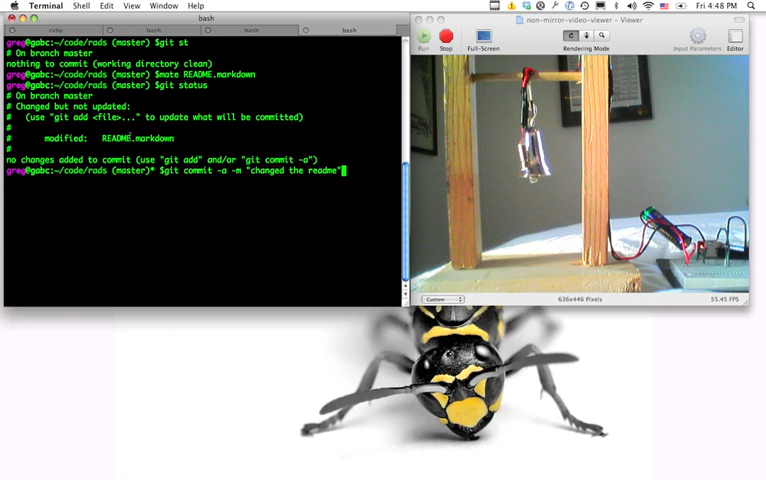 Terminal Shell Edit View Window Help
Fri 4:48 PM
bash
ruby bash bash bash
greg@gabc:~/code/rads (master) $git st
# On branch master
nothing to commit (working directory clean)
greg@gabc:~/code/rads (master) $mate README.markdown
greg@gabc:~/code/rads (master) $git status
# On branch master
# Changed but not updated:
#   (use "git add <file>..." to update what will be committed)
#
#       modified:   README.markdown
#
no changes added to commit (use "git add" and/or "git commit -a")
greg@gabc:~/code/rads (master)* $git commit -a -m "changed the readme"
non-mirror-video-viewer - Viewer
Run Stop Full-Screen Rendering Mode Input Parameters Editor
Custom 636x446 Pixels 55.45 FPS